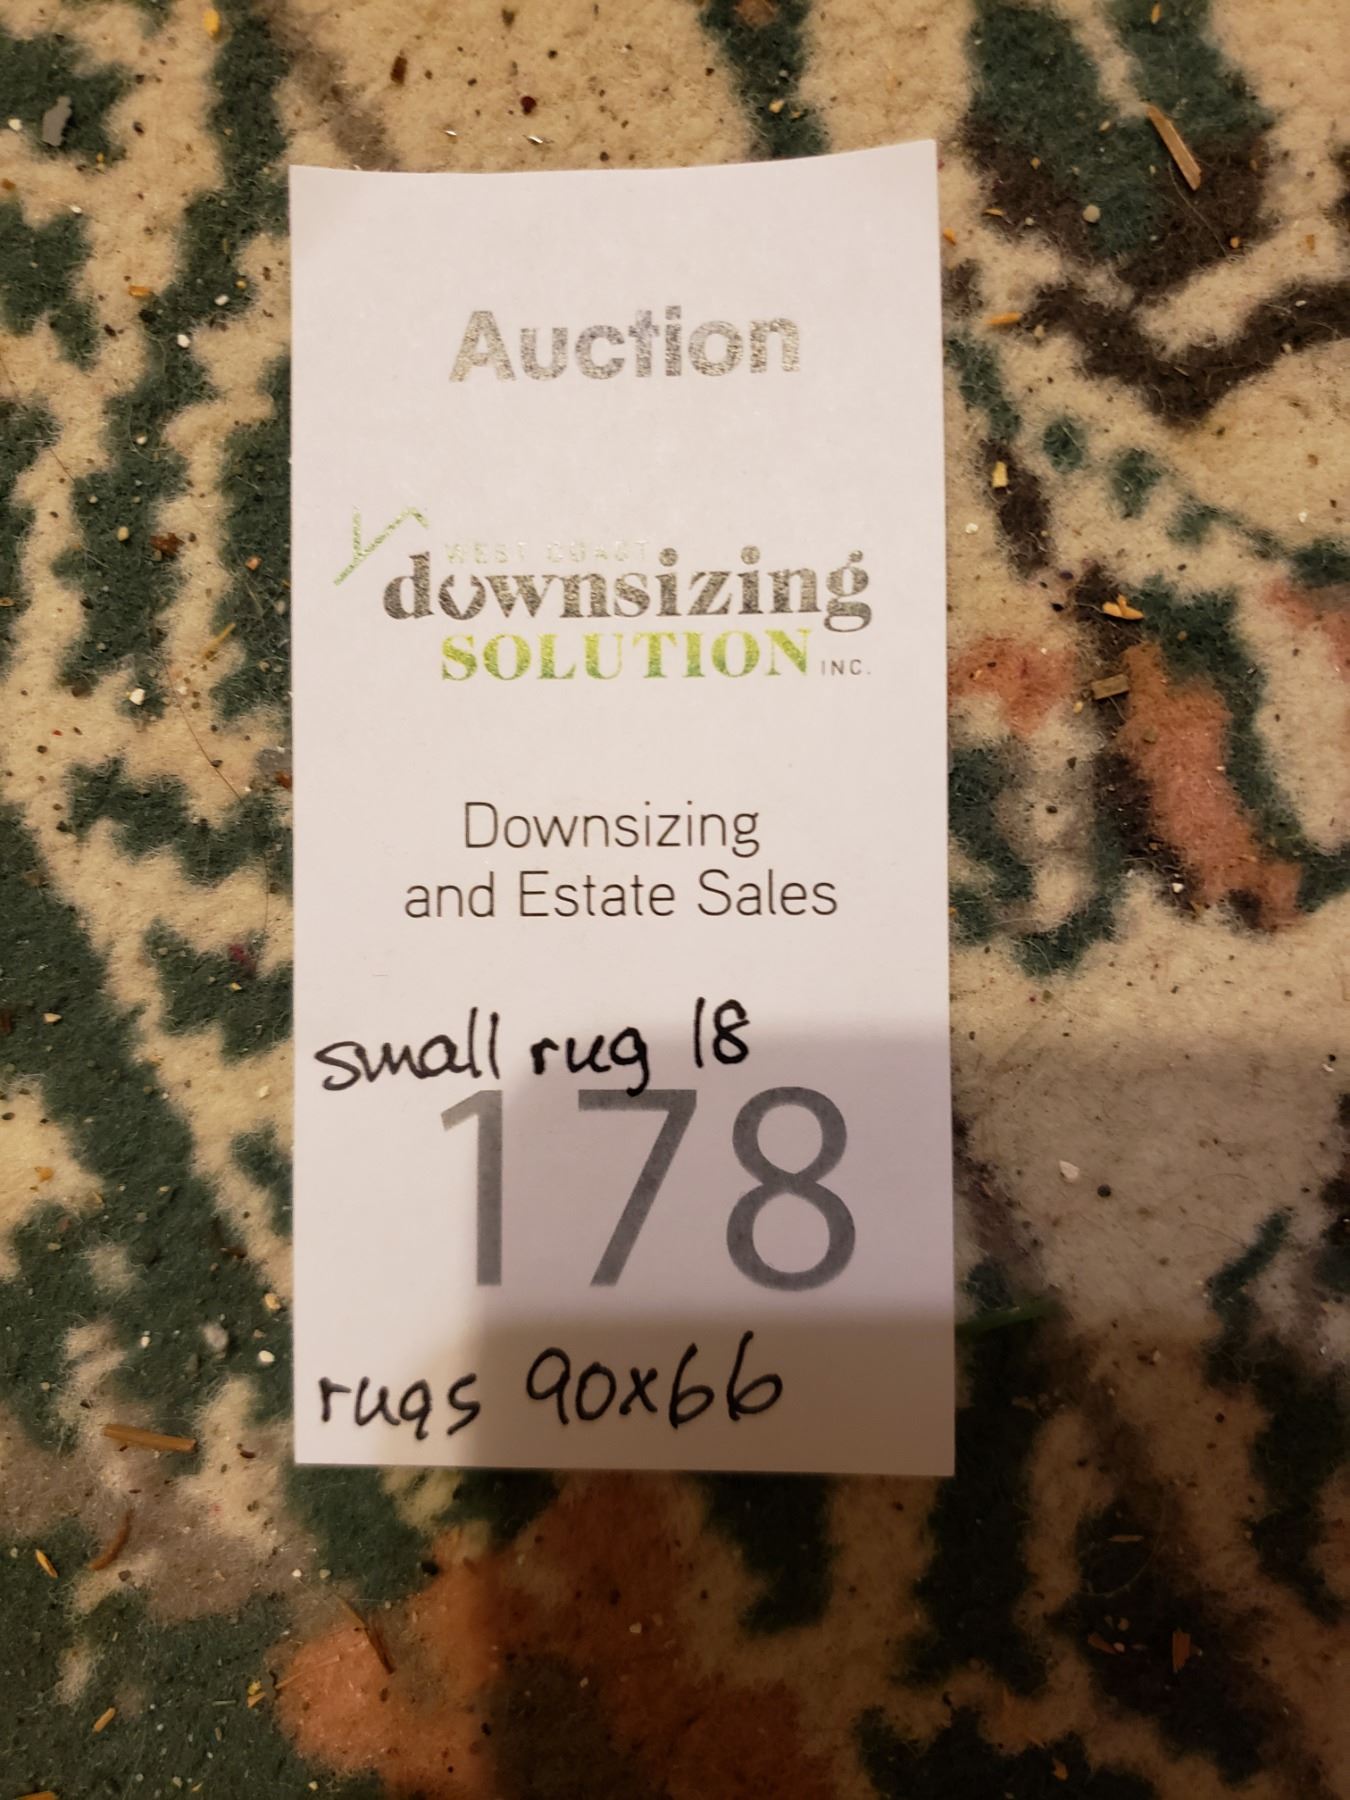 Auction
WEST COAST
downsizing
SOLUTION INC.
Downsizing
and Estate Sales
small rug 18
178
rugs 90x66